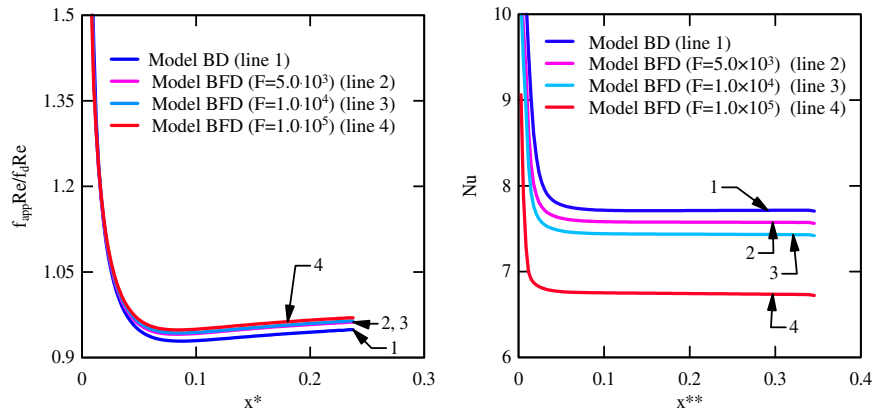 1.5
1.35
1.2
1.05
0.9
f_app Re/f_d Re
Model BD (line 1)
Model BFD (F=5.0·10³) (line 2)
Model BFD (F=1.0·10⁴) (line 3)
Model BFD (F=1.0·10⁵) (line 4)
4
2, 3
1
0
0.1
0.2
0.3
x*
10
9
8
7
6
Nu
Model BD (line 1)
Model BFD (F=5.0×10³) (line 2)
Model BFD (F=1.0×10⁴) (line 3)
Model BFD (F=1.0×10⁵) (line 4)
1
2
3
4
0
0.1
0.2
0.3
0.4
x**